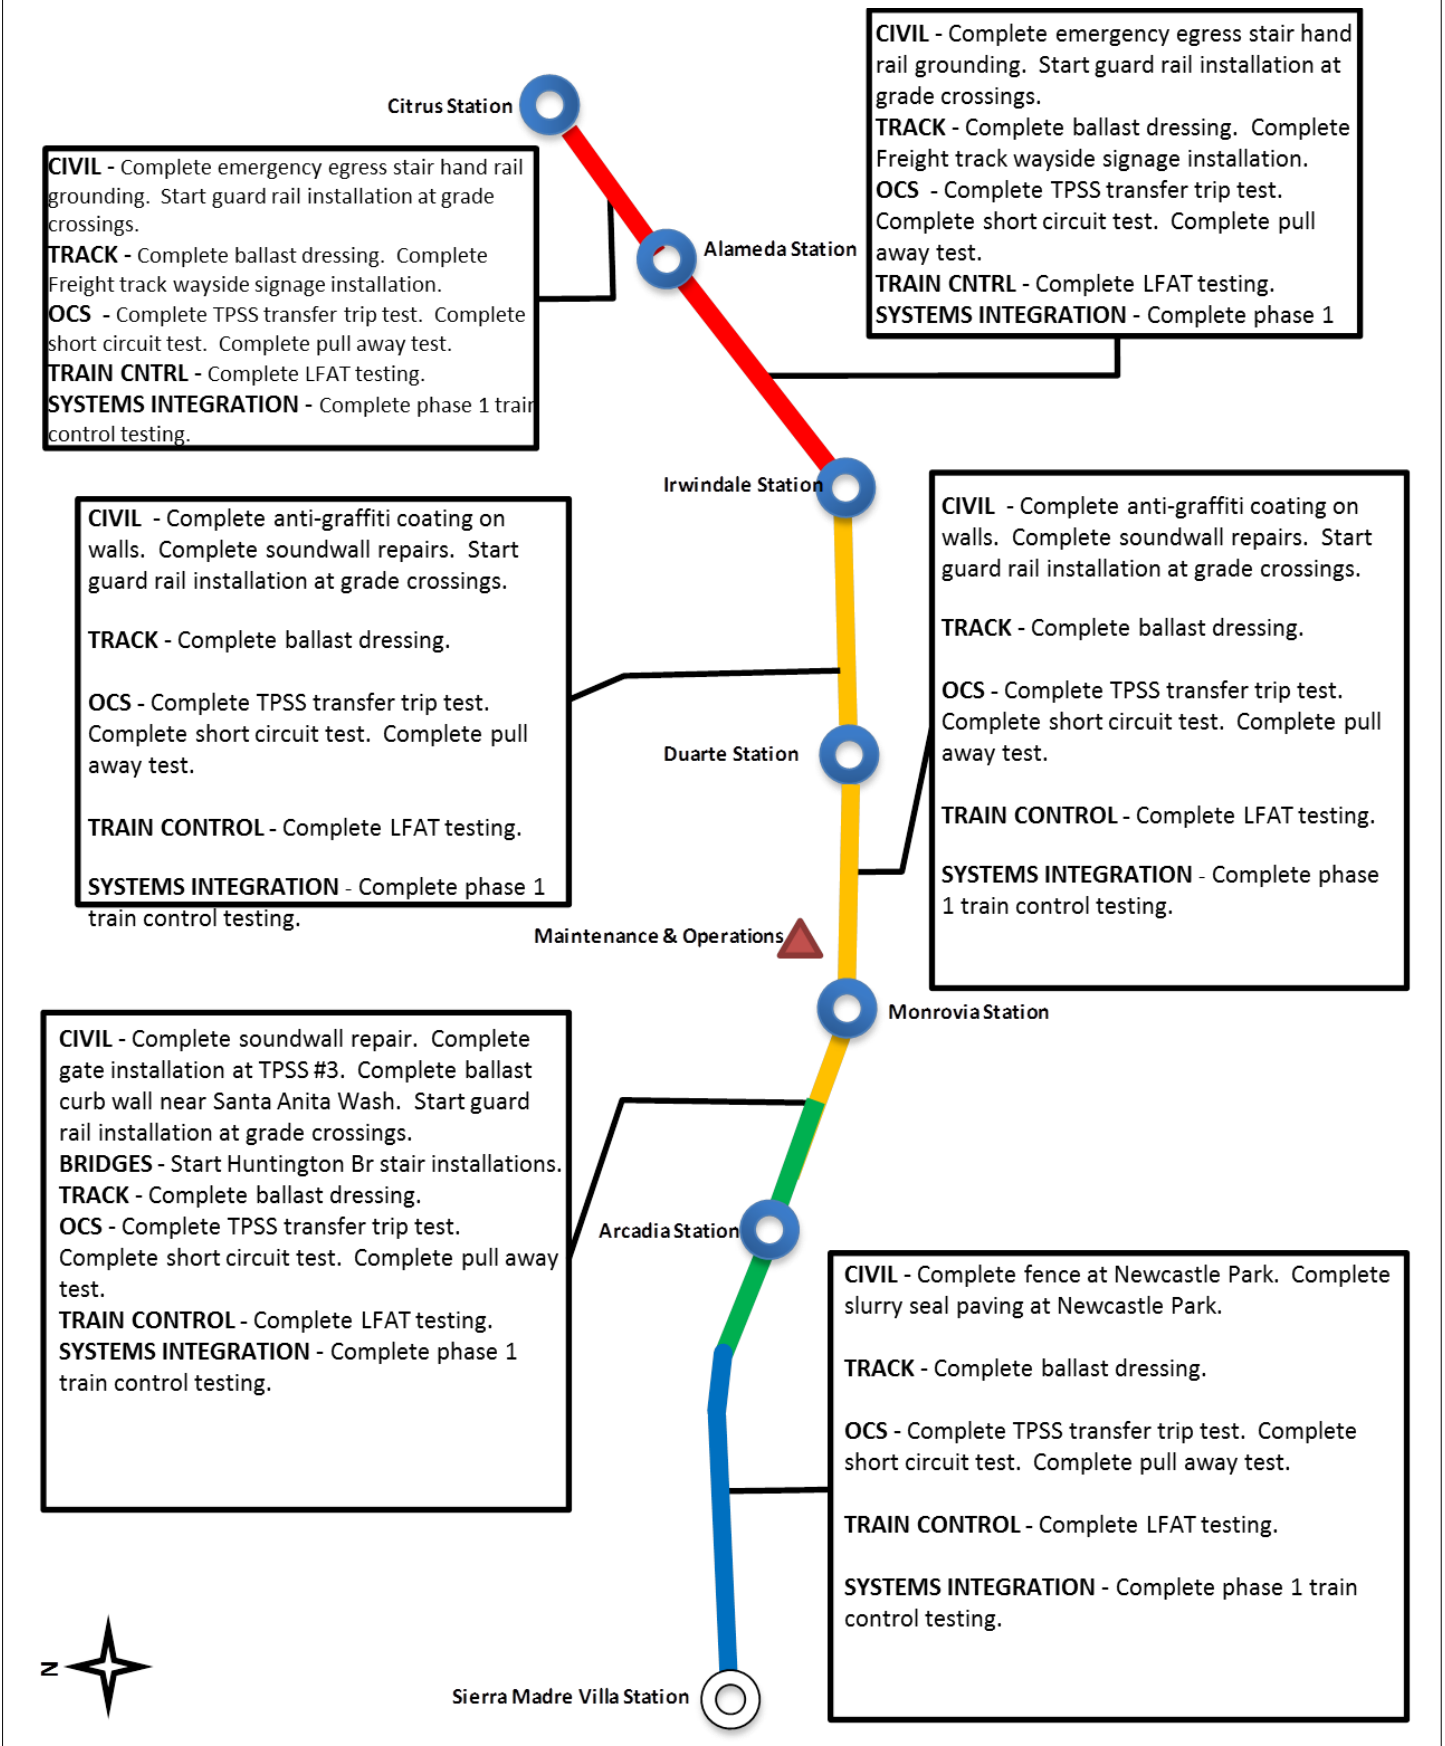 Citrus Station
CIVIL - Complete emergency egress stair hand rail
grounding.  Start guard rail installation at grade
crossings.
TRACK - Complete ballast dressing.  Complete
Freight track wayside signage installation.
OCS  - Complete TPSS transfer trip test.  Complete
short circuit test.  Complete pull away test.
TRAIN CNTRL - Complete LFAT testing.
SYSTEMS INTEGRATION - Complete phase 1 train
control testing.
CIVIL - Complete emergency egress stair hand
rail grounding.  Start guard rail installation at
grade crossings.
TRACK - Complete ballast dressing.  Complete
Freight track wayside signage installation.
OCS  - Complete TPSS transfer trip test.
Complete short circuit test.  Complete pull
away test.
TRAIN CNTRL - Complete LFAT testing.
SYSTEMS INTEGRATION - Complete phase 1
Alameda Station
Irwindale Station
CIVIL  - Complete anti-graffiti coating on
walls.  Complete soundwall repairs.  Start
guard rail installation at grade crossings.
TRACK - Complete ballast dressing.
OCS - Complete TPSS transfer trip test.
Complete short circuit test.  Complete pull
away test.
TRAIN CONTROL - Complete LFAT testing.
SYSTEMS INTEGRATION - Complete phase 1
train control testing.
CIVIL  - Complete anti-graffiti coating on
walls.  Complete soundwall repairs.  Start
guard rail installation at grade crossings.
TRACK - Complete ballast dressing.
OCS - Complete TPSS transfer trip test.
Complete short circuit test.  Complete pull
away test.
TRAIN CONTROL - Complete LFAT testing.
SYSTEMS INTEGRATION - Complete phase
1 train control testing.
Duarte Station
Maintenance & Operations
Monrovia Station
CIVIL - Complete soundwall repair.  Complete
gate installation at TPSS #3.  Complete ballast
curb wall near Santa Anita Wash.  Start guard
rail installation at grade crossings.
BRIDGES - Start Huntington Br stair installations.
TRACK - Complete ballast dressing.
OCS - Complete TPSS transfer trip test.
Complete short circuit test.  Complete pull away
test.
TRAIN CONTROL - Complete LFAT testing.
SYSTEMS INTEGRATION - Complete phase 1
train control testing.
Arcadia Station
CIVIL - Complete fence at Newcastle Park.  Complete
slurry seal paving at Newcastle Park.
TRACK - Complete ballast dressing.
OCS - Complete TPSS transfer trip test.  Complete
short circuit test.  Complete pull away test.
TRAIN CONTROL - Complete LFAT testing.
SYSTEMS INTEGRATION - Complete phase 1 train
control testing.
N
Sierra Madre Villa Station